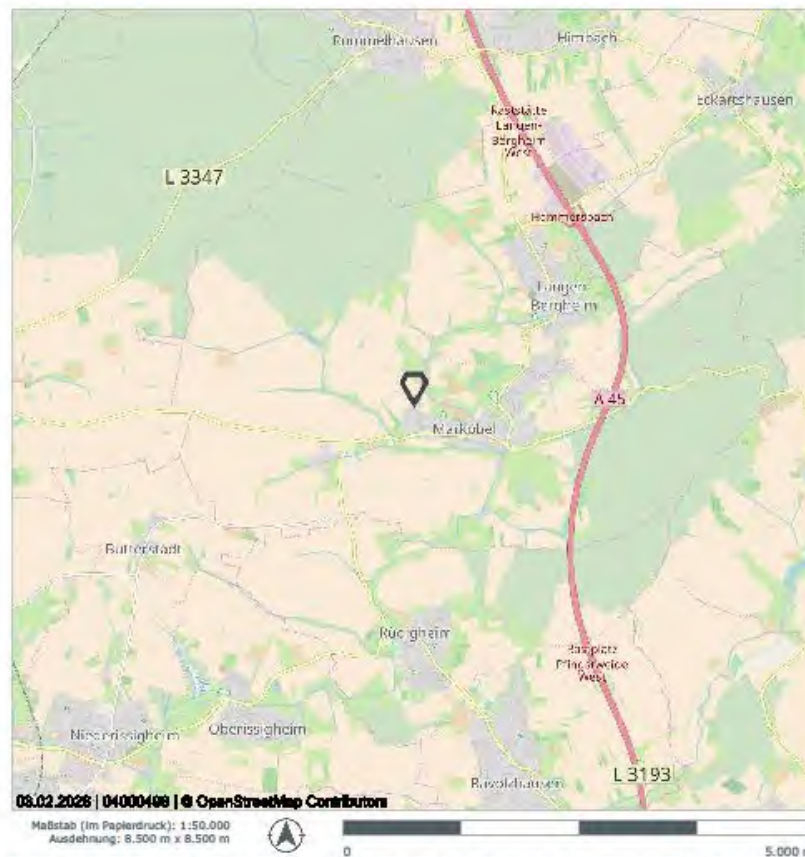 Rommelhausen
Himbach
Eckartshausen
Raststätte
Langen-
Bergheim
West
L 3347
Hammersbach
Langen-
Bergheim
A 45
Marköbel
Butterstadt
Rüdigheim
Rastplatz
Pfingstweide
West
Niederissigheim
Oberissigheim
Ravolzhausen
L 3193
03.02.2026 | 04000498 | © OpenStreetMap Contributors
Maßstab (im Papierdruck): 1:50.000
Ausdehnung: 8.500 m x 8.500 m
0
5.000 m